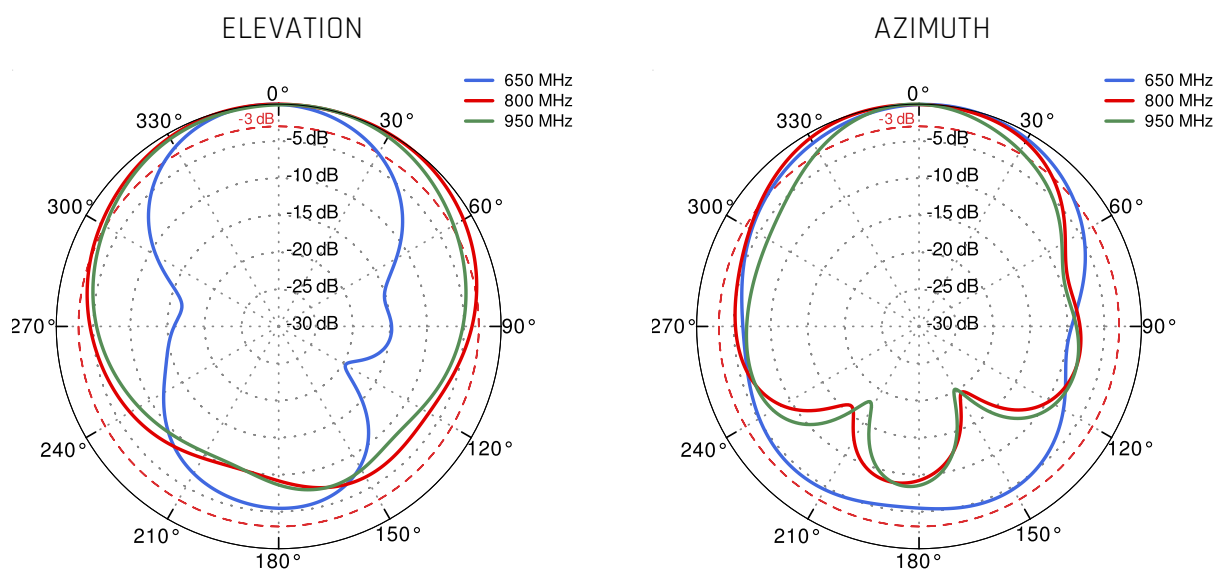 ELEVATION
650 MHz
800 MHz
950 MHz
0°
-3 dB
330°
30°
-5 dB
-10 dB
300°
-15 dB
60°
-20 dB
-25 dB
270°
-30 dB
90°
240°
120°
210°
150°
180°
AZIMUTH
650 MHz
800 MHz
950 MHz
0°
-3 dB
330°
30°
-5 dB
-10 dB
300°
-15 dB
60°
-20 dB
-25 dB
270°
-30 dB
90°
240°
120°
210°
150°
180°